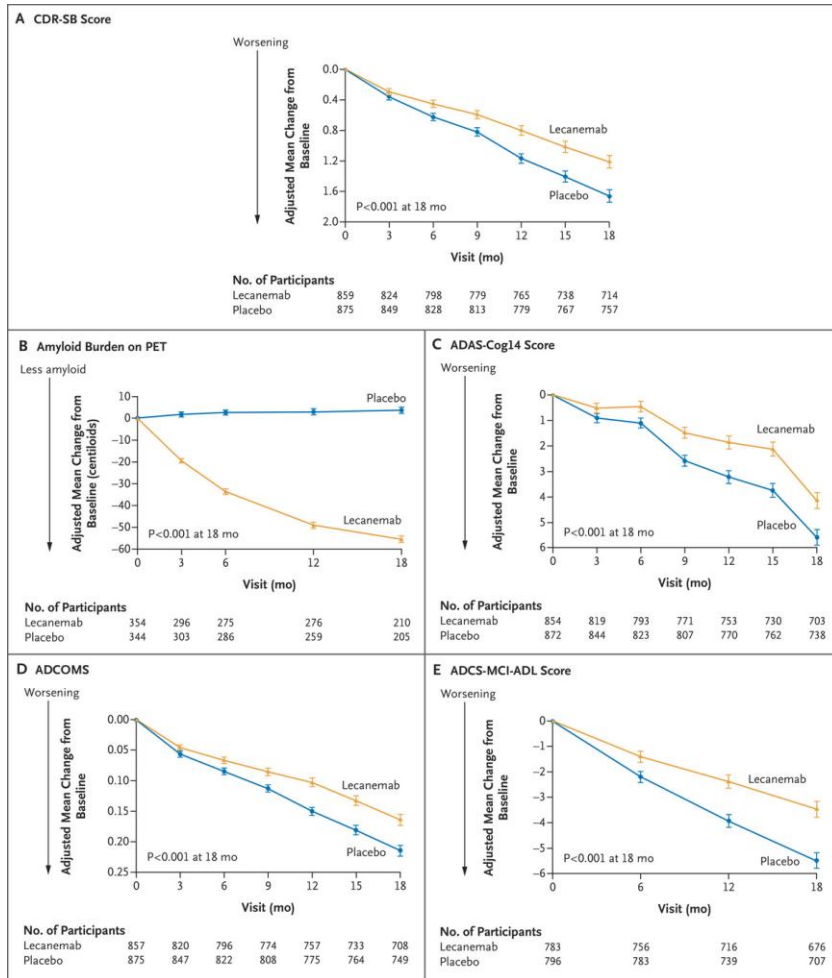 A CDR-SB Score
Worsening
Adjusted Mean Change from
Baseline
0.0
0.4
0.8
1.2
1.6
2.0
Lecanemab
Placebo
P<0.001 at 18 mo
0 3 6 9 12 15 18
Visit (mo)
No. of Participants
Lecanemab 859 824 798 779 765 738 714
Placebo 875 849 828 813 779 767 757
B Amyloid Burden on PET
Less amyloid
Adjusted Mean Change from
Baseline (centiloids)
10
0
−10
−20
−30
−40
−50
−60
Placebo
Lecanemab
P<0.001 at 18 mo
0 3 6 12 18
Visit (mo)
No. of Participants
Lecanemab 354 296 275 276 210
Placebo 344 303 286 259 205
C ADAS-Cog14 Score
Worsening
Adjusted Mean Change from
Baseline
0
1
2
3
4
5
6
Lecanemab
Placebo
P<0.001 at 18 mo
0 3 6 9 12 15 18
Visit (mo)
No. of Participants
Lecanemab 854 819 793 771 753 730 703
Placebo 872 844 823 807 770 762 738
D ADCOMS
Worsening
Adjusted Mean Change from
Baseline
0.00
0.05
0.10
0.15
0.20
0.25
Lecanemab
Placebo
P<0.001 at 18 mo
0 3 6 9 12 15 18
Visit (mo)
No. of Participants
Lecanemab 857 820 796 774 757 733 708
Placebo 875 847 822 808 775 764 749
E ADCS-MCI-ADL Score
Worsening
Adjusted Mean Change from
Baseline
0
−1
−2
−3
−4
−5
−6
Lecanemab
Placebo
P<0.001 at 18 mo
0 6 12 18
Visit (mo)
No. of Participants
Lecanemab 783 756 716 676
Placebo 796 783 739 707